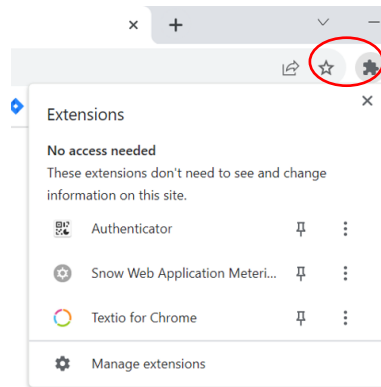 Extensions
No access needed
These extensions don't need to see and change
information on this site.
Authenticator
Snow Web Application Meteri...
Textio for Chrome
Manage extensions